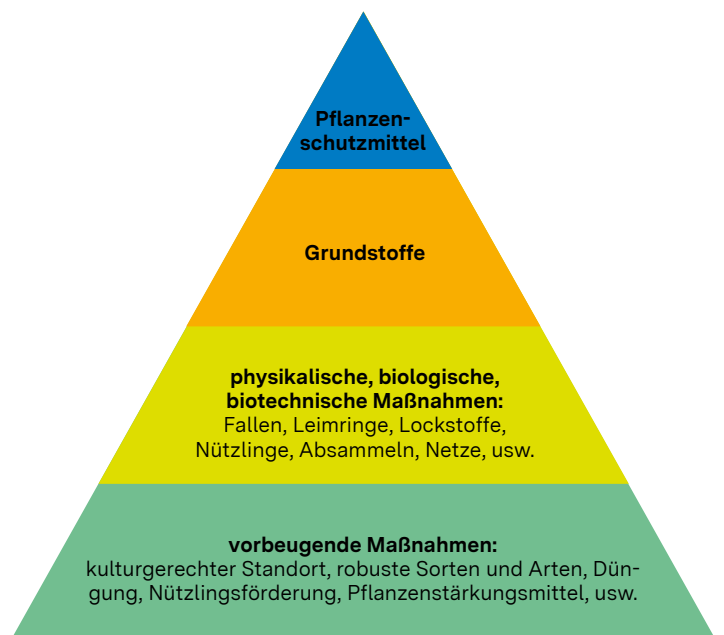 Pflanzen-
schutzmittel
Grundstoffe
physikalische, biologische,
biotechnische Maßnahmen:
Fallen, Leimringe, Lockstoffe,
Nützlinge, Absammeln, Netze, usw.
vorbeugende Maßnahmen:
kulturgerechter Standort, robuste Sorten und Arten, Dün-
gung, Nützlingsförderung, Pflanzenstärkungsmittel, usw.